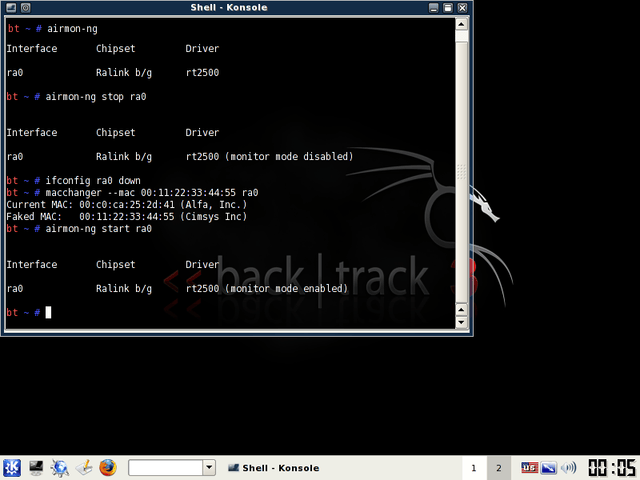 Shell - Konsole
bt ~ # airmon-ng
Interface Chipset Driver
ra0 Ralink b/g rt2500
bt ~ # airmon-ng stop ra0
Interface Chipset Driver
ra0 Ralink b/g rt2500 (monitor mode disabled)
bt ~ # ifconfig ra0 down
bt ~ # macchanger --mac 00:11:22:33:44:55 ra0
Current MAC: 00:c0:ca:25:2d:41 (Alfa, Inc.)
Faked MAC: 00:11:22:33:44:55 (Cimsys Inc)
bt ~ # airmon-ng start ra0
Interface Chipset Driver
<< back | track 3
ra0 Ralink b/g rt2500 (monitor mode enabled)
bt ~ #
Shell - Konsole 1 2 us 00:05